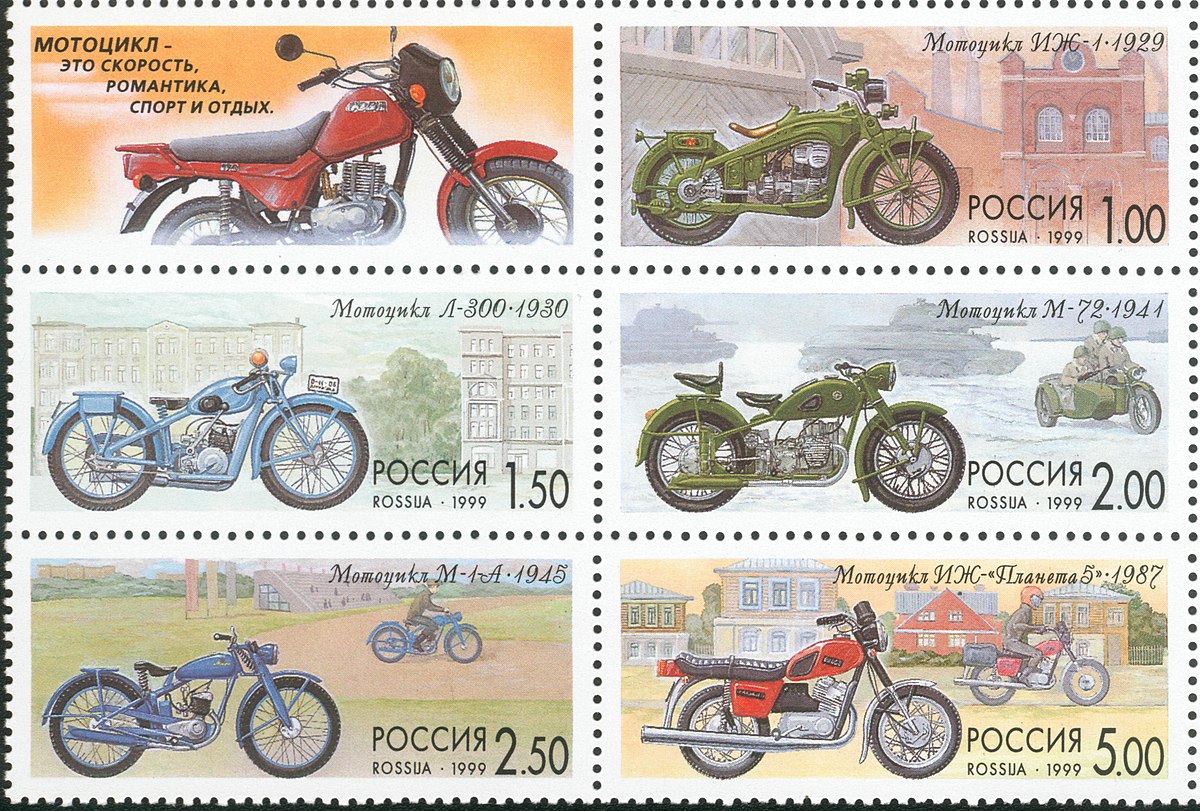 МОТОЦИКЛ –
ЭТО СКОРОСТЬ,
РОМАНТИКА,
СПОРТ И ОТДЫХ.
Мотоцикл ИЖ-1·1929
РОССИЯ
ROSSIJA · 1999
1.00
Мотоцикл Л-300·1930
РОССИЯ
ROSSIJA · 1999
1.50
Мотоцикл М-72·1941
РОССИЯ
ROSSIJA · 1999
2.00
Мотоцикл М-1-А·1945
РОССИЯ
ROSSIJA · 1999
2.50
Мотоцикл ИЖ-«Планета 5»·1987
РОССИЯ
ROSSIJA · 1999
5.00